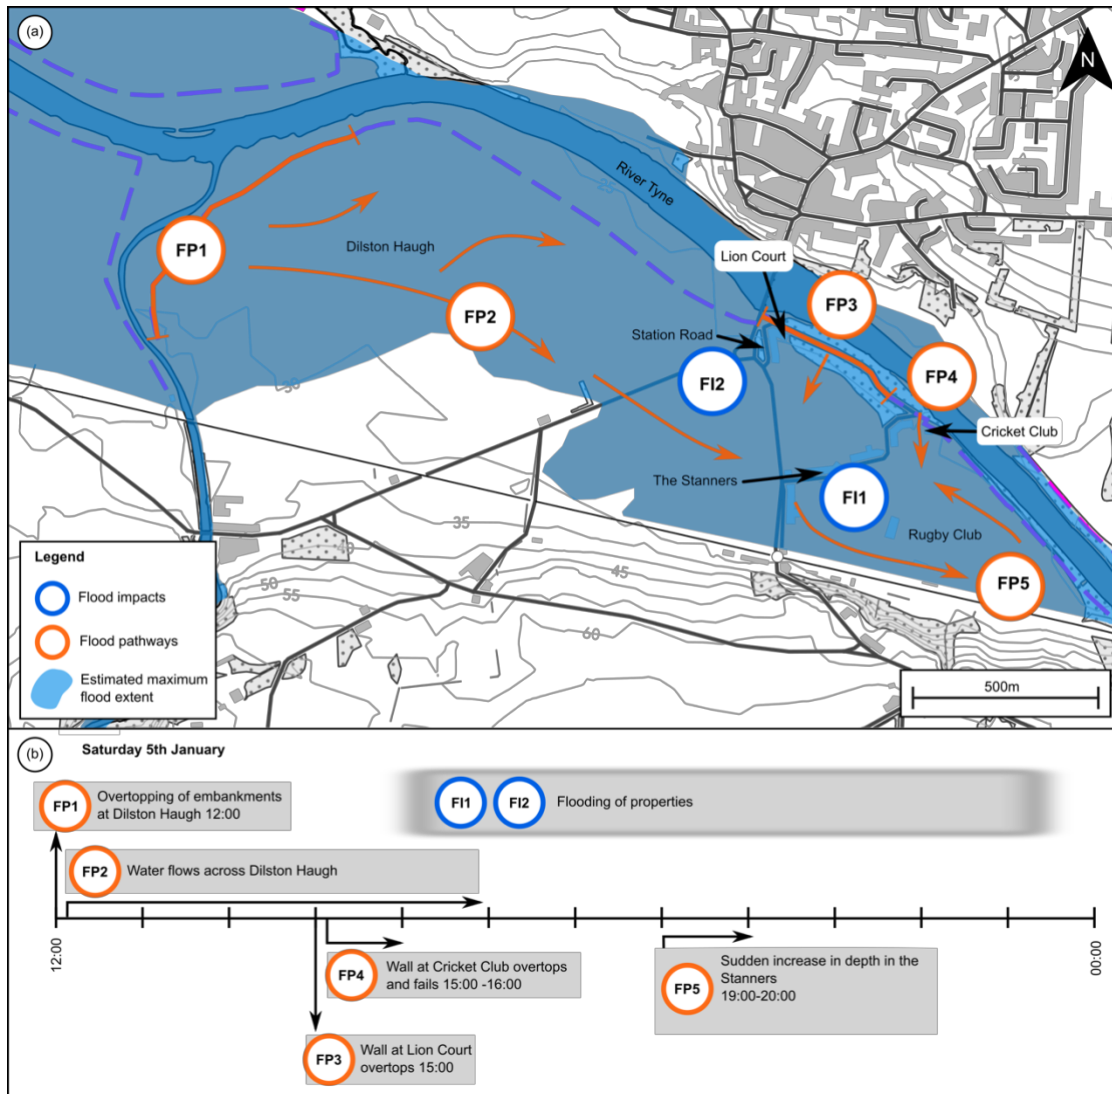 (a)
N
25
River Tyne
FP1
Dilston Haugh
Lion Court
FP3
FP2
Station Road
FI2
FP4
Cricket Club
30
The Stanners
FI1
35
Rugby Club
40
45
FP5
50
55
60
Legend
Flood impacts
Flood pathways
Estimated maximum
flood extent
500m
(b)
Saturday 5th January
FP1
Overtopping of embankments
at Dilston Haugh 12:00
FI1
FI2
Flooding of properties
FP2
Water flows across Dilston Haugh
12:00
00:00
FP4
Wall at Cricket Club overtops
and fails 15:00 -16:00
FP5
Sudden increase in depth in the
Stanners
19:00-20:00
FP3
Wall at Lion Court
overtops 15:00